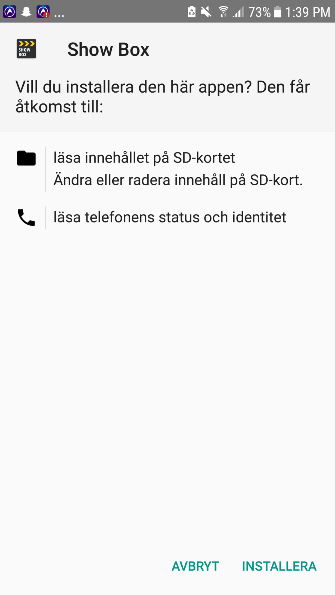 ... 73% 1:39 PM
SHOW
BOX
Show Box
Vill du installera den här appen? Den får
åtkomst till:
läsa innehållet på SD-kortet
Ändra eller radera innehåll på SD-kort.
läsa telefonens status och identitet
AVBRYT INSTALLERA